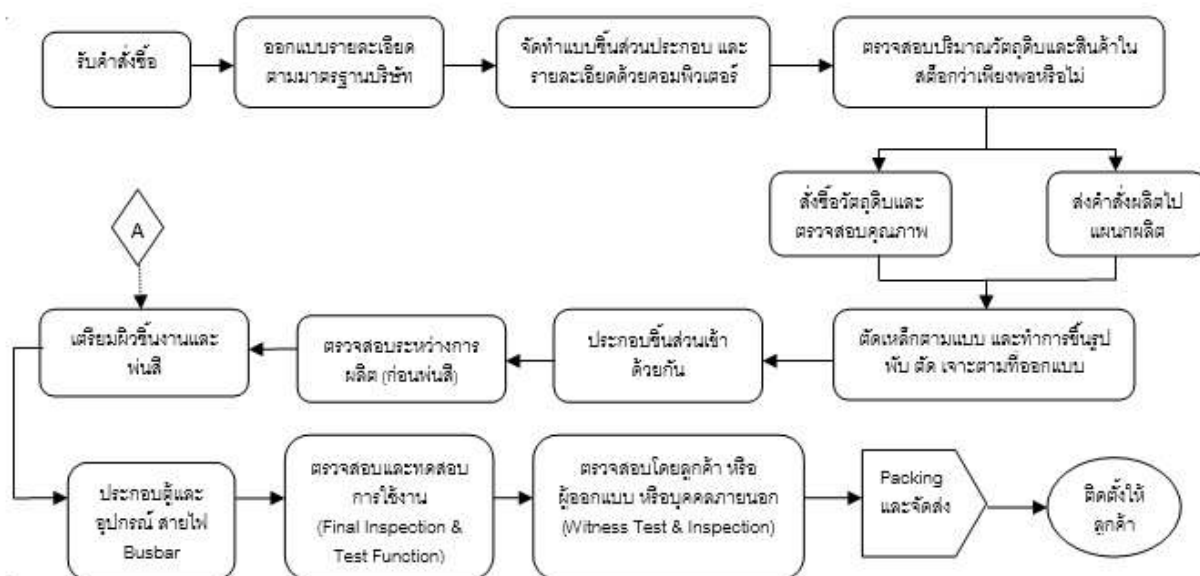 รับคำสั่งซื้อ
ออกแบบรายละเอียด
ตามมาตรฐานบริษัท
จัดทำแบบชิ้นส่วนประกอบ และ
รายละเอียดด้วยคอมพิวเตอร์
ตรวจสอบปริมาณวัตถุดิบและสินค้าใน
สต็อกว่าเพียงพอหรือไม่
สั่งซื้อวัตถุดิบและ
ตรวจสอบคุณภาพ
ส่งคำสั่งผลิตไป
แผนกผลิต
A
ตัดเหล็กตามแบบ และทำการขึ้นรูป
พับ ตัด เจาะตามที่ออกแบบ
ประกอบชิ้นส่วนเข้า
ด้วยกัน
ตรวจสอบระหว่างการ
ผลิต (ก่อนพ่นสี)
เตรียมผิวชิ้นงานและ
พ่นสี
ประกอบตู้และ
อุปกรณ์ สายไฟ
Busbar
ตรวจสอบและทดสอบ
การใช้งาน
(Final Inspection &
Test Function)
ตรวจสอบโดยลูกค้า หรือ
ผู้ออกแบบ หรือบุคคลภายนอก
(Witness Test & Inspection)
Packing
และจัดส่ง
ติดตั้งให้
ลูกค้า